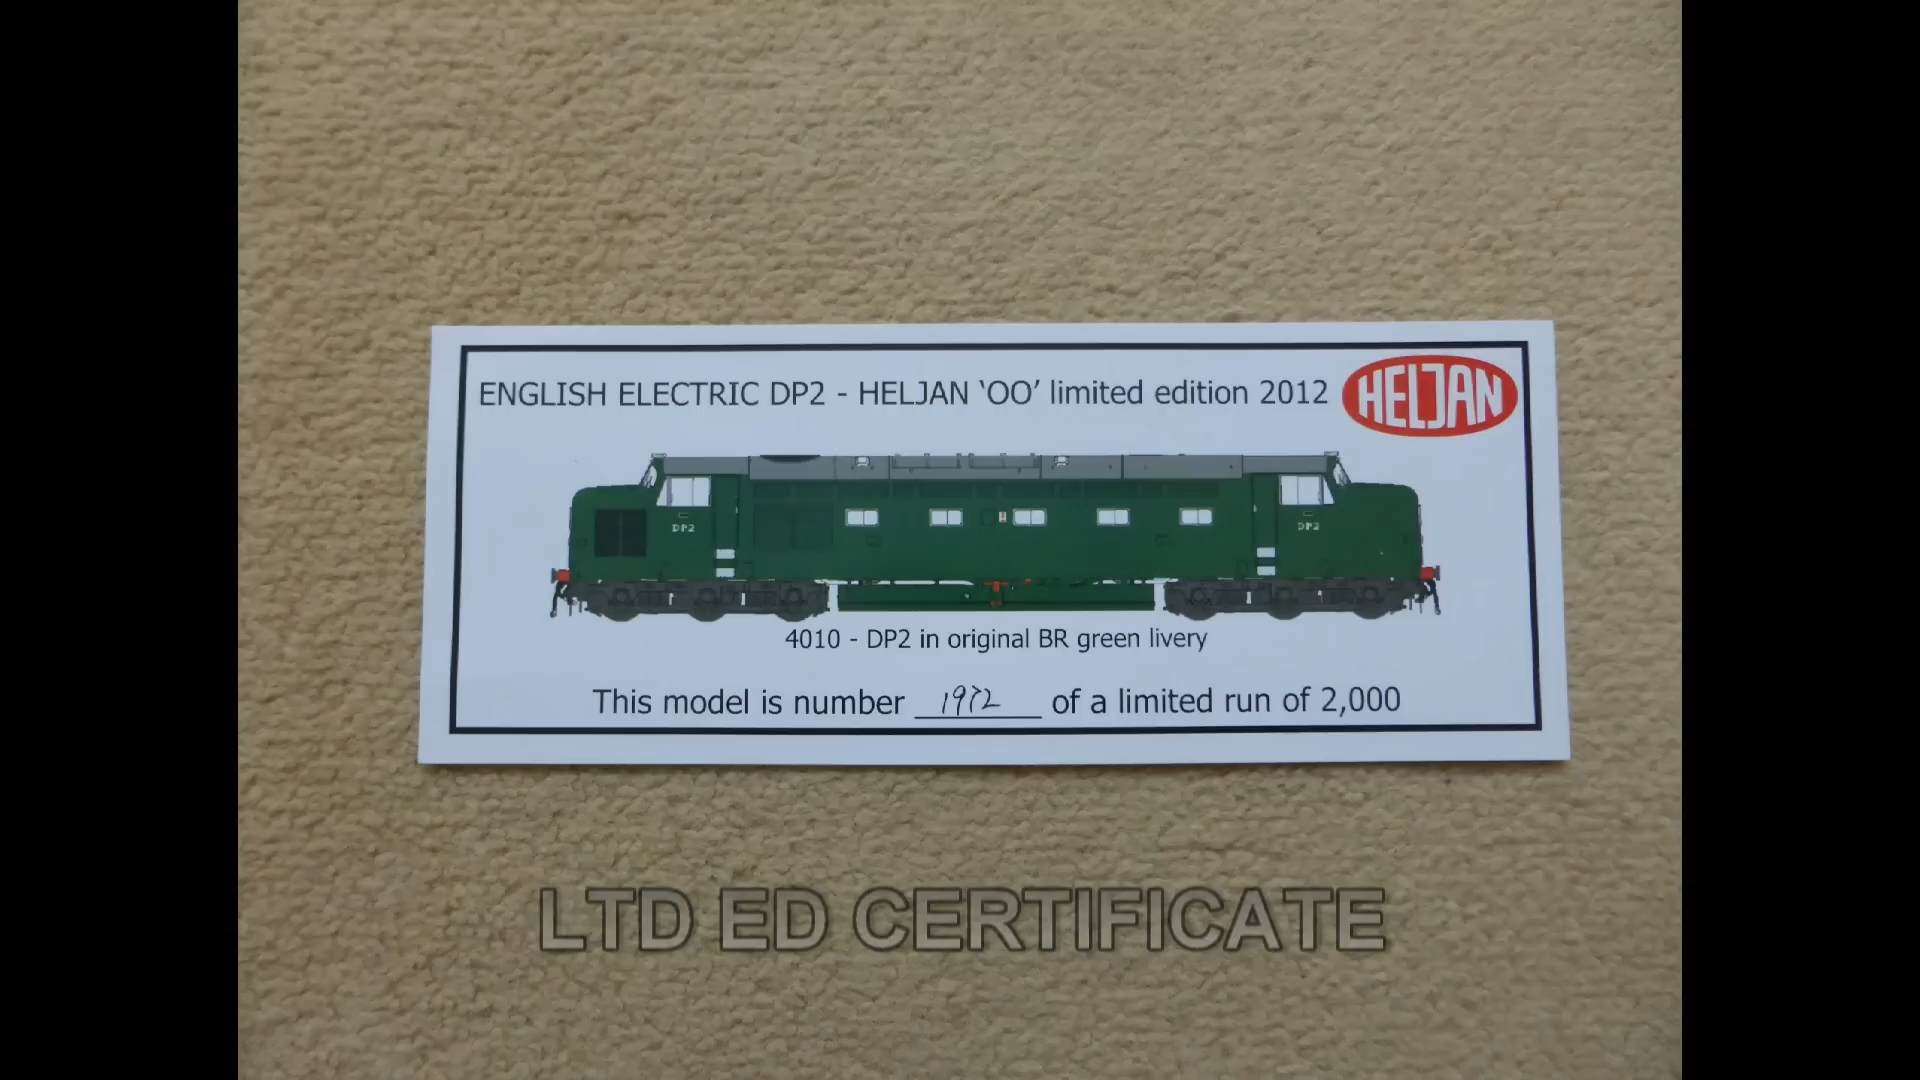 ENGLISH ELECTRIC DP2 - HELJAN ‘OO’ limited edition 2012
HELJAN
DP2 DP2
4010 - DP2 in original BR green livery
This model is number 1972 of a limited run of 2,000
LTD ED CERTIFICATE